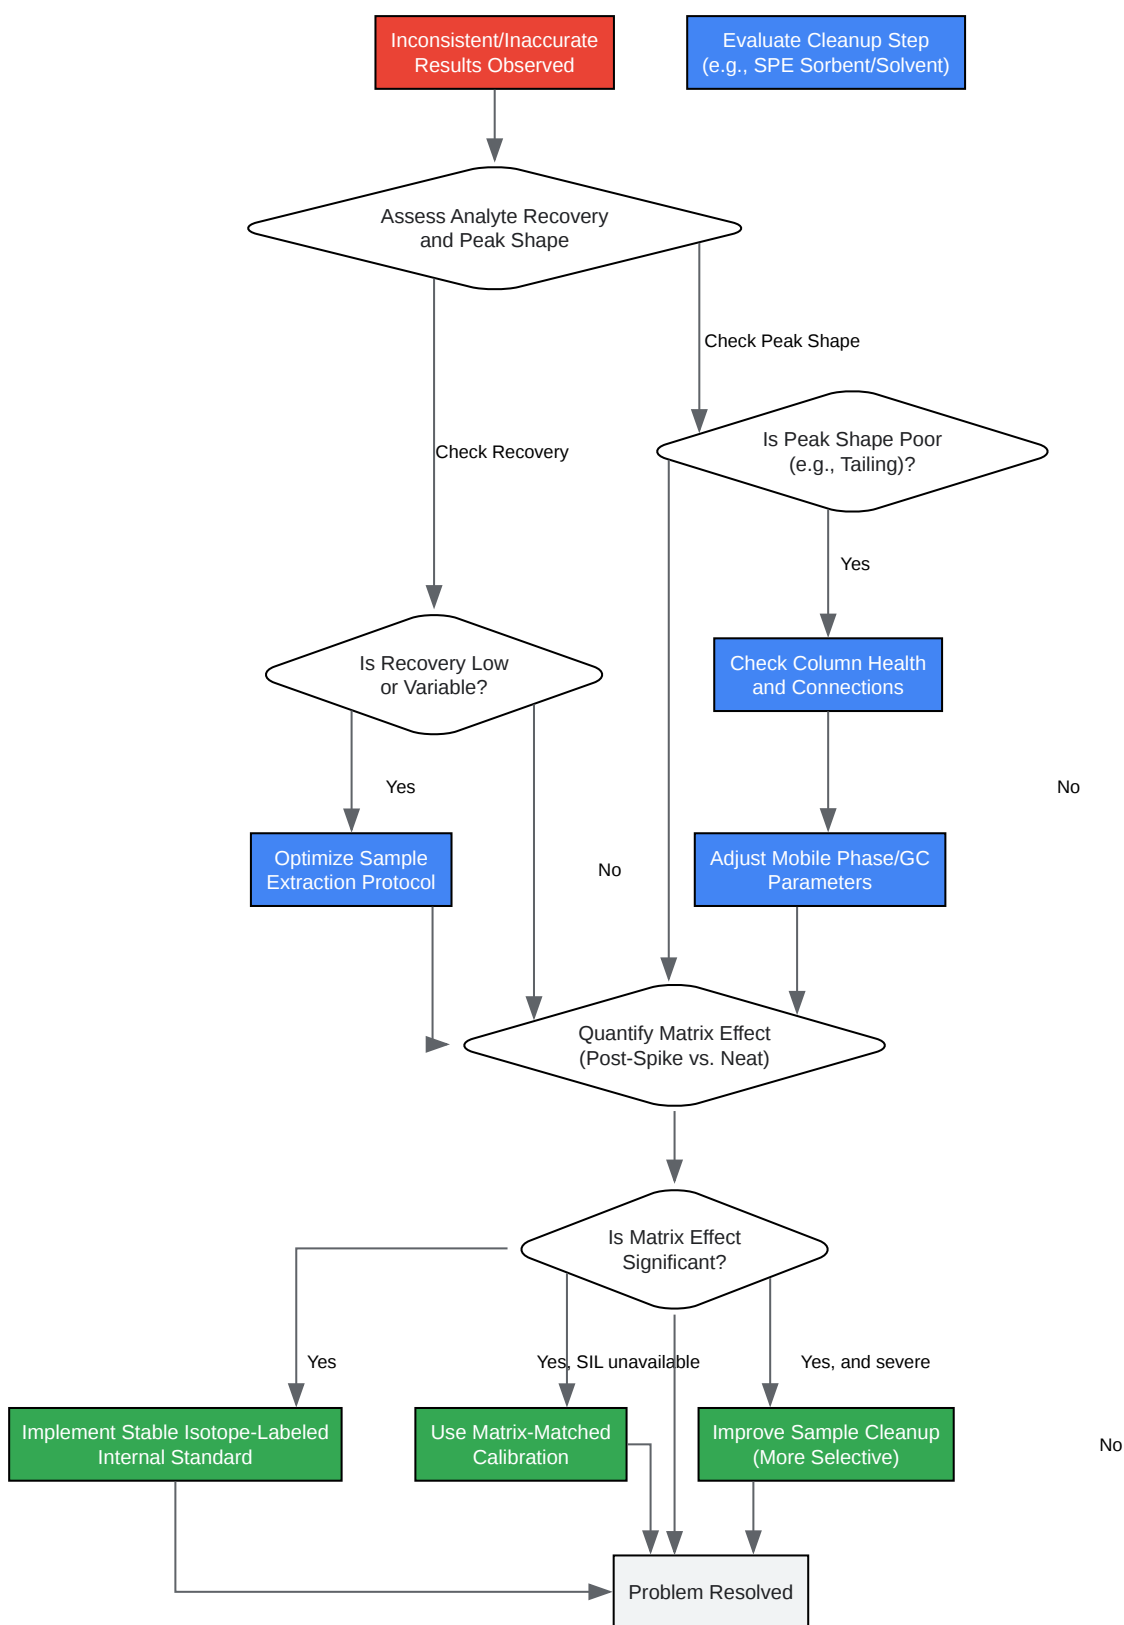 Inconsistent/Inaccurate
Results Observed
Evaluate Cleanup Step
(e.g., SPE Sorbent/Solvent)
Assess Analyte Recovery
and Peak Shape
Check Peak Shape
Is Peak Shape Poor
(e.g., Tailing)?
Check Recovery
Yes
Is Recovery Low
or Variable?
Check Column Health
and Connections
Yes
No
Optimize Sample
Extraction Protocol
No
Adjust Mobile Phase/GC
Parameters
Quantify Matrix Effect
(Post-Spike vs. Neat)
Is Matrix Effect
Significant?
Yes
Yes, SIL unavailable
Yes, and severe
Implement Stable Isotope-Labeled
Internal Standard
Use Matrix-Matched
Calibration
Improve Sample Cleanup
(More Selective)
No
Problem Resolved